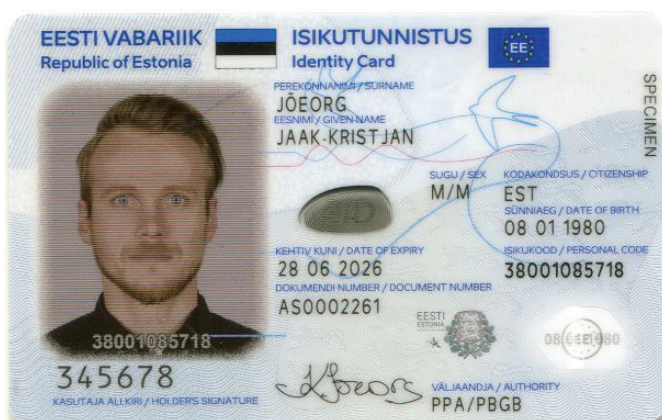 EESTI VABARIIK
Republic of Estonia
ISIKUTUNNISTUS
Identity Card
EE
SPECIMEN
PEREKONNANIMI / SURNAME
JÕEORG
EESNIMI / GIVEN NAME
JAAK-KRISTJAN
SUGU / SEX
M/M
KODAKONDSUS / CITIZENSHIP
EST
SÜNNIAEG / DATE OF BIRTH
08 01 1980
KEHTIV KUNI / DATE OF EXPIRY
28 06 2026
ISIKUKOOD / PERSONAL CODE
38001085718
DOKUMENDI NUMBER / DOCUMENT NUMBER
AS0002261
EESTI
ESTONIA
38001085718
345678
KASUTAJA ALLKIRI / HOLDER'S SIGNATURE
VÄLJAANDJA / AUTHORITY
PPA/PBGB